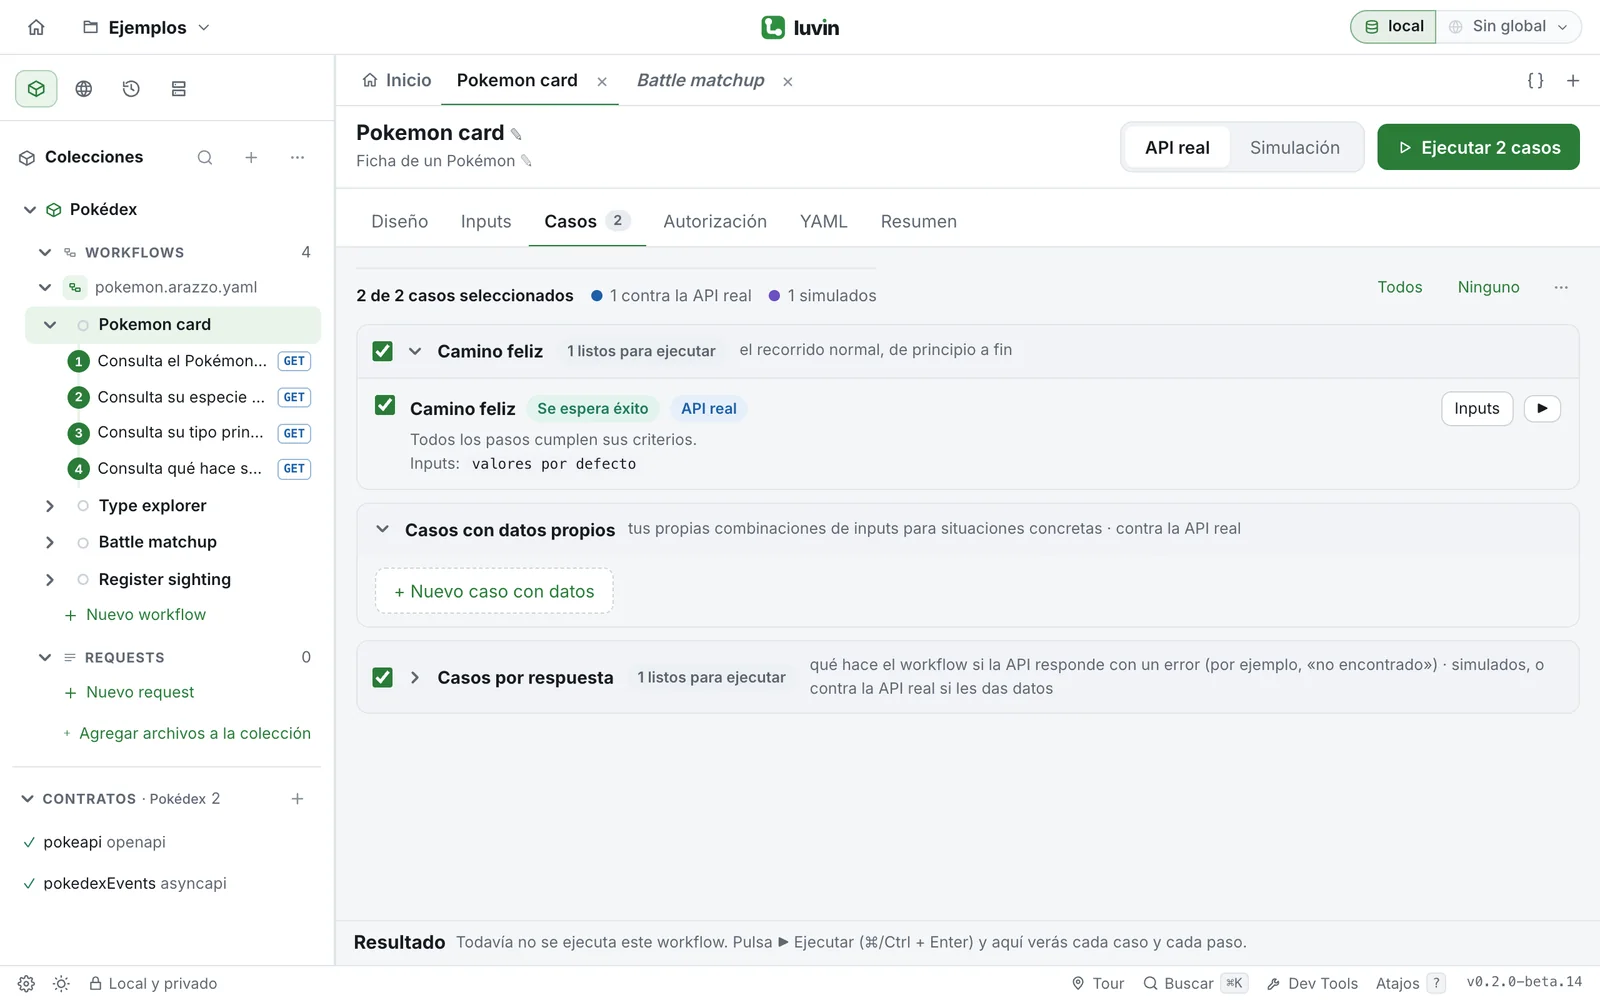 Ejemplos
luvin
local
Sin global
Inicio
Pokemon card
Battle matchup
{}
Colecciones
Pokédex
WORKFLOWS 4
pokemon.arazzo.yaml
Pokemon card
1 Consulta el Pokémon... GET
2 Consulta su especie ... GET
3 Consulta su tipo prin... GET
4 Consulta qué hace s... GET
Type explorer
Battle matchup
Register sighting
+ Nuevo workflow
REQUESTS 0
+ Nuevo request
+ Agregar archivos a la colección
CONTRATOS · Pokédex 2
pokeapi openapi
pokedexEvents asyncapi
Pokemon card
Ficha de un Pokémon
API real
Simulación
Ejecutar 2 casos
Diseño
Inputs
Casos 2
Autorización
YAML
Resumen
2 de 2 casos seleccionados
1 contra la API real
1 simulados
Todos
Ninguno
Camino feliz 1 listos para ejecutar el recorrido normal, de principio a fin
Camino feliz Se espera éxito API real
Inputs
Todos los pasos cumplen sus criterios.
Inputs: valores por defecto
Casos con datos propios tus propias combinaciones de inputs para situaciones concretas · contra la API real
+ Nuevo caso con datos
Casos por respuesta 1 listos para ejecutar qué hace el workflow si la API responde con un error (por ejemplo, «no encontrado») · simulados, o
contra la API real si les das datos
Resultado Todavía no se ejecuta este workflow. Pulsa ▶ Ejecutar (⌘/Ctrl + Enter) y aquí verás cada caso y cada paso.
Local y privado
Tour
Buscar ⌘K
Dev Tools
Atajos ?
v0.2.0-beta.14